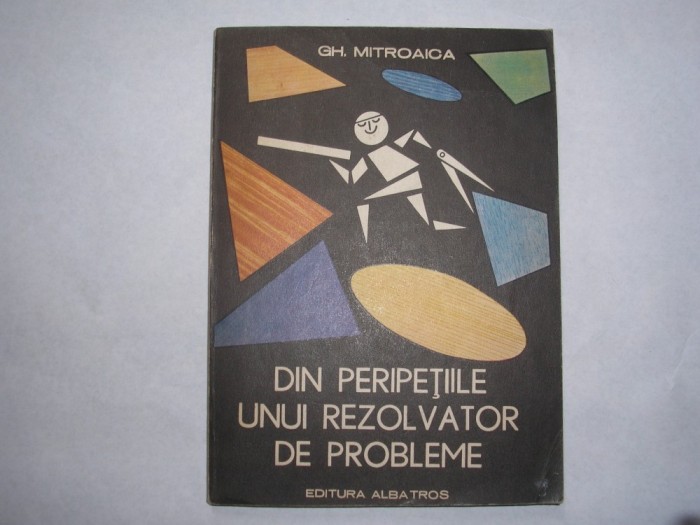 GH. MITROAICA
DIN PERIPEŢIILE
UNUI REZOLVATOR
DE PROBLEME
EDITURA ALBATROS